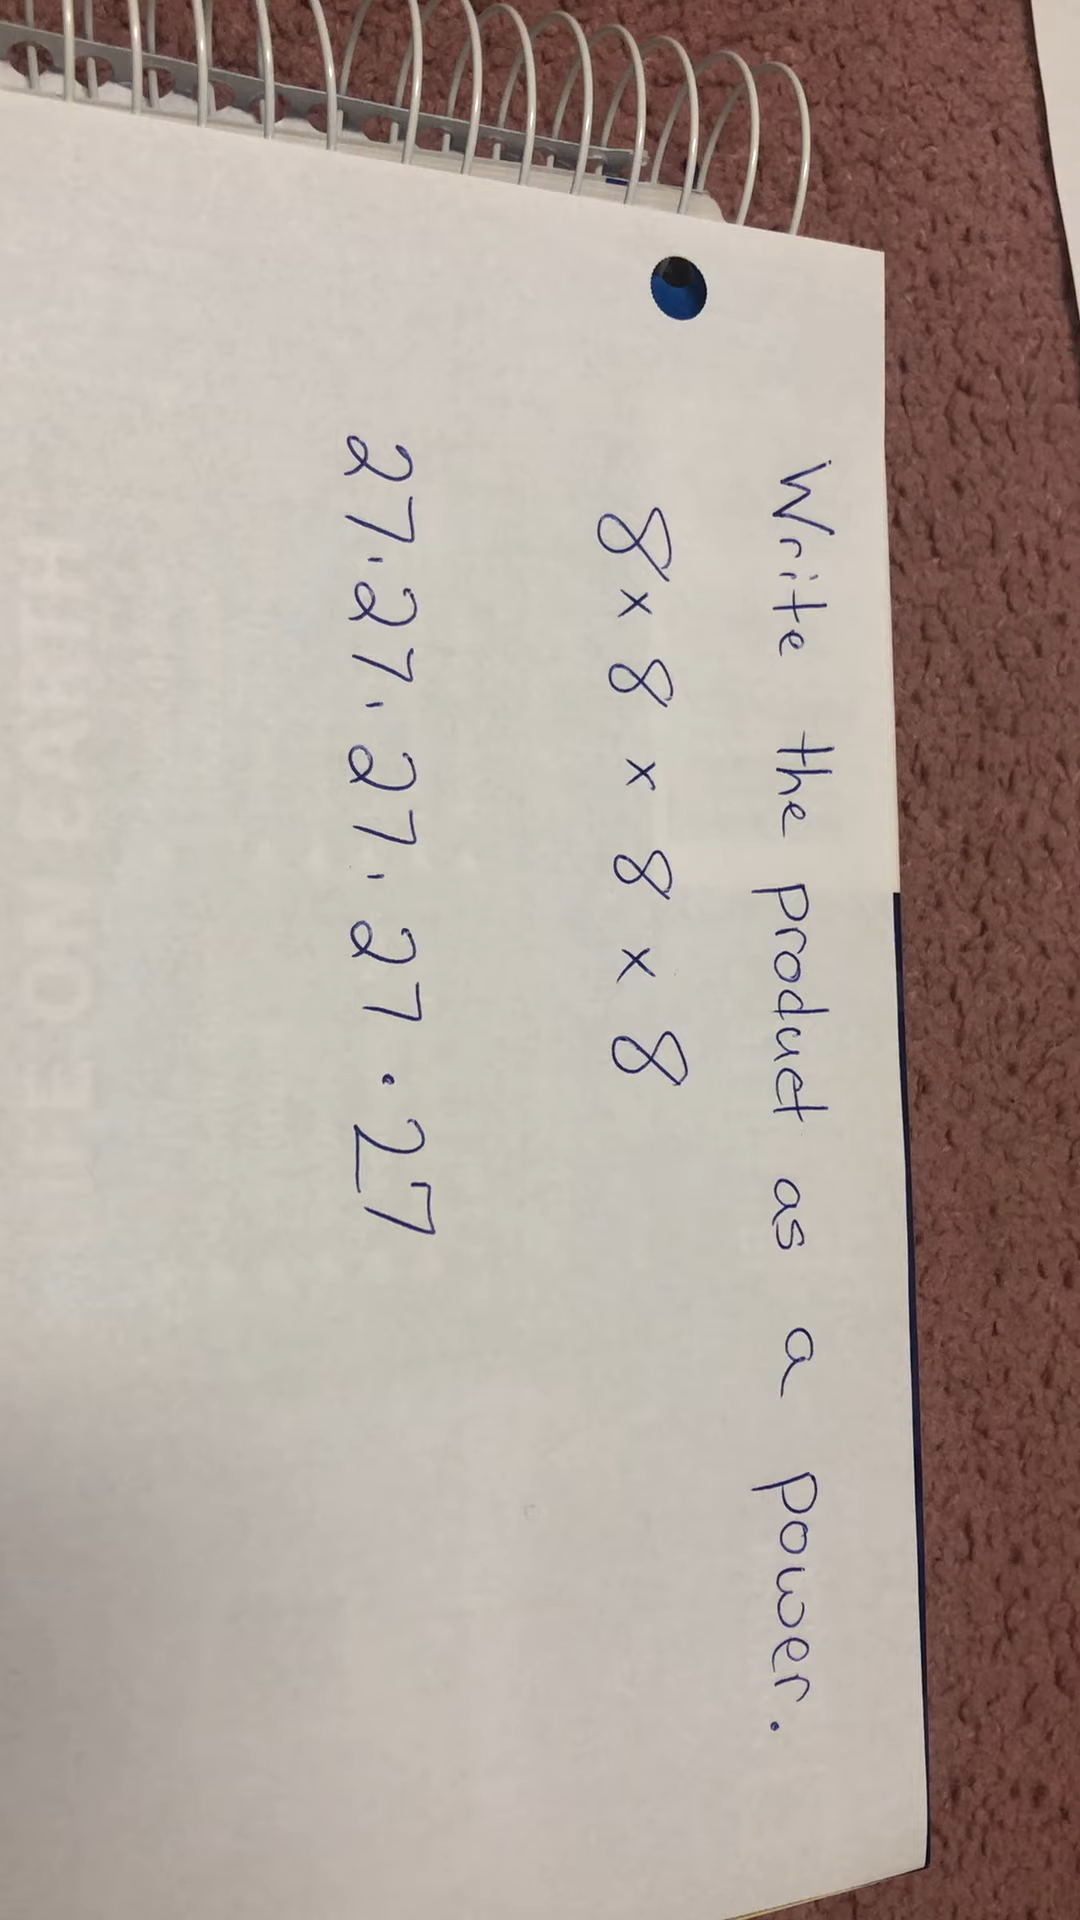 Write the product as a power.
8 x 8 x 8 x 8
27.27.27.27.27